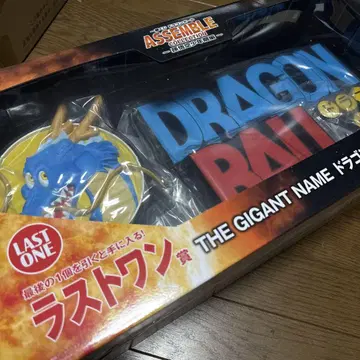 ASSEMBLE
DRAGON
BALL
LAST
ONE
最後の1個を引くと手に入る!
ラストワン賞
THE GIGANT NAME ドラゴ